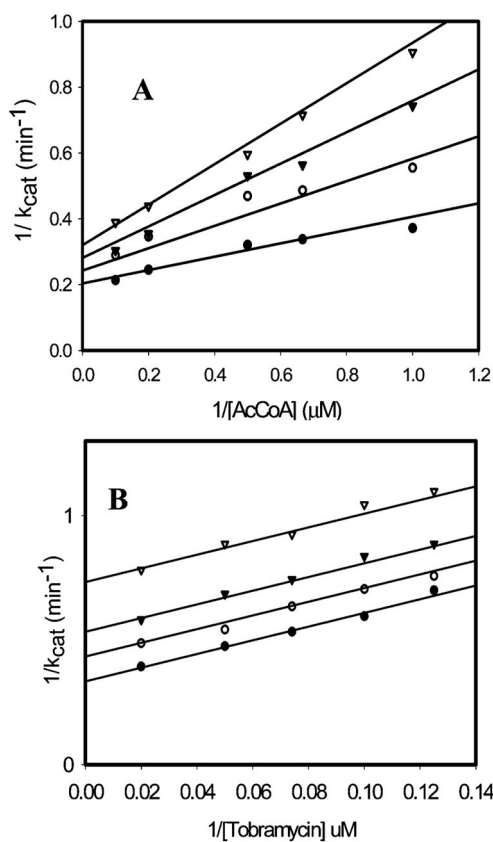 1.0
A
0.8
0.6
0.4
0.2
0.0
1/ kcat (min⁻¹)
0.0 0.2 0.4 0.6 0.8 1.0 1.2
1/[AcCoA] (μM)
B
1
0
1/kcat (min⁻¹)
0.00 0.02 0.04 0.06 0.08 0.10 0.12 0.14
1/[Tobramycin] uM